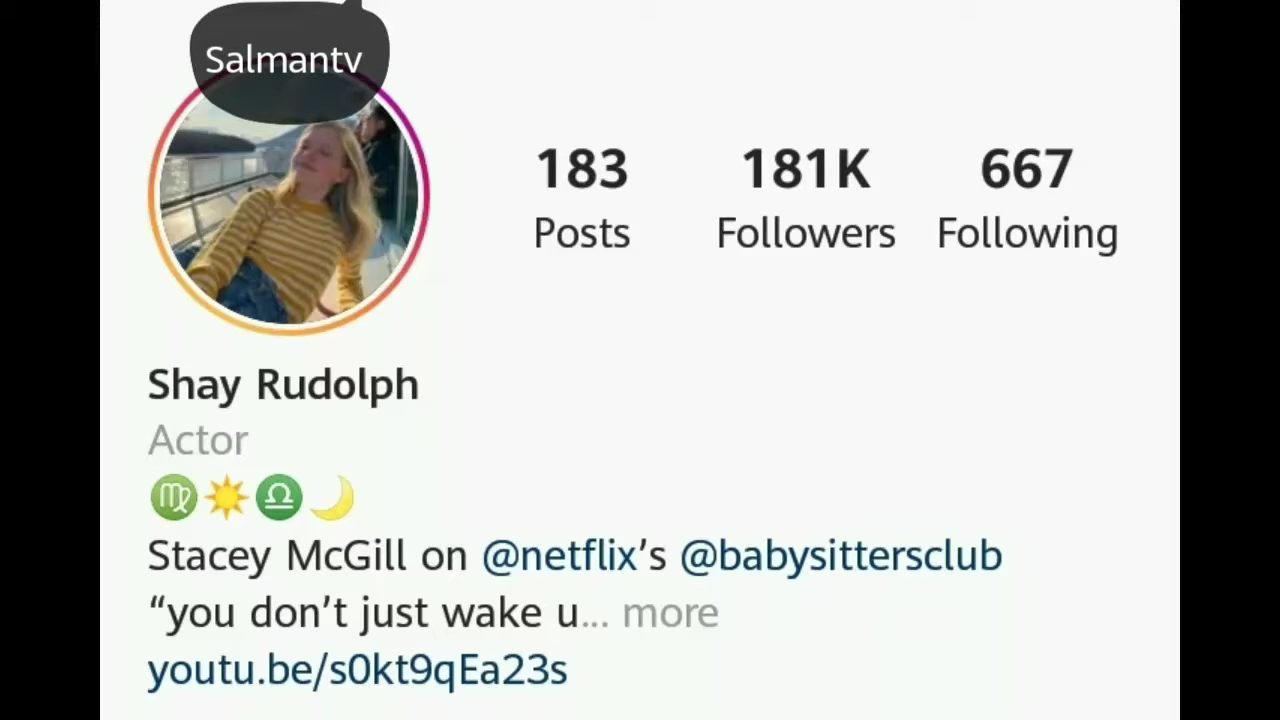 Salmantv
183 181K 667
Posts Followers Following
Shay Rudolph
Actor
♍☀️♎🌙
Stacey McGill on @netflix’s @babysittersclub
“you don’t just wake u... more
youtu.be/s0kt9qEa23s